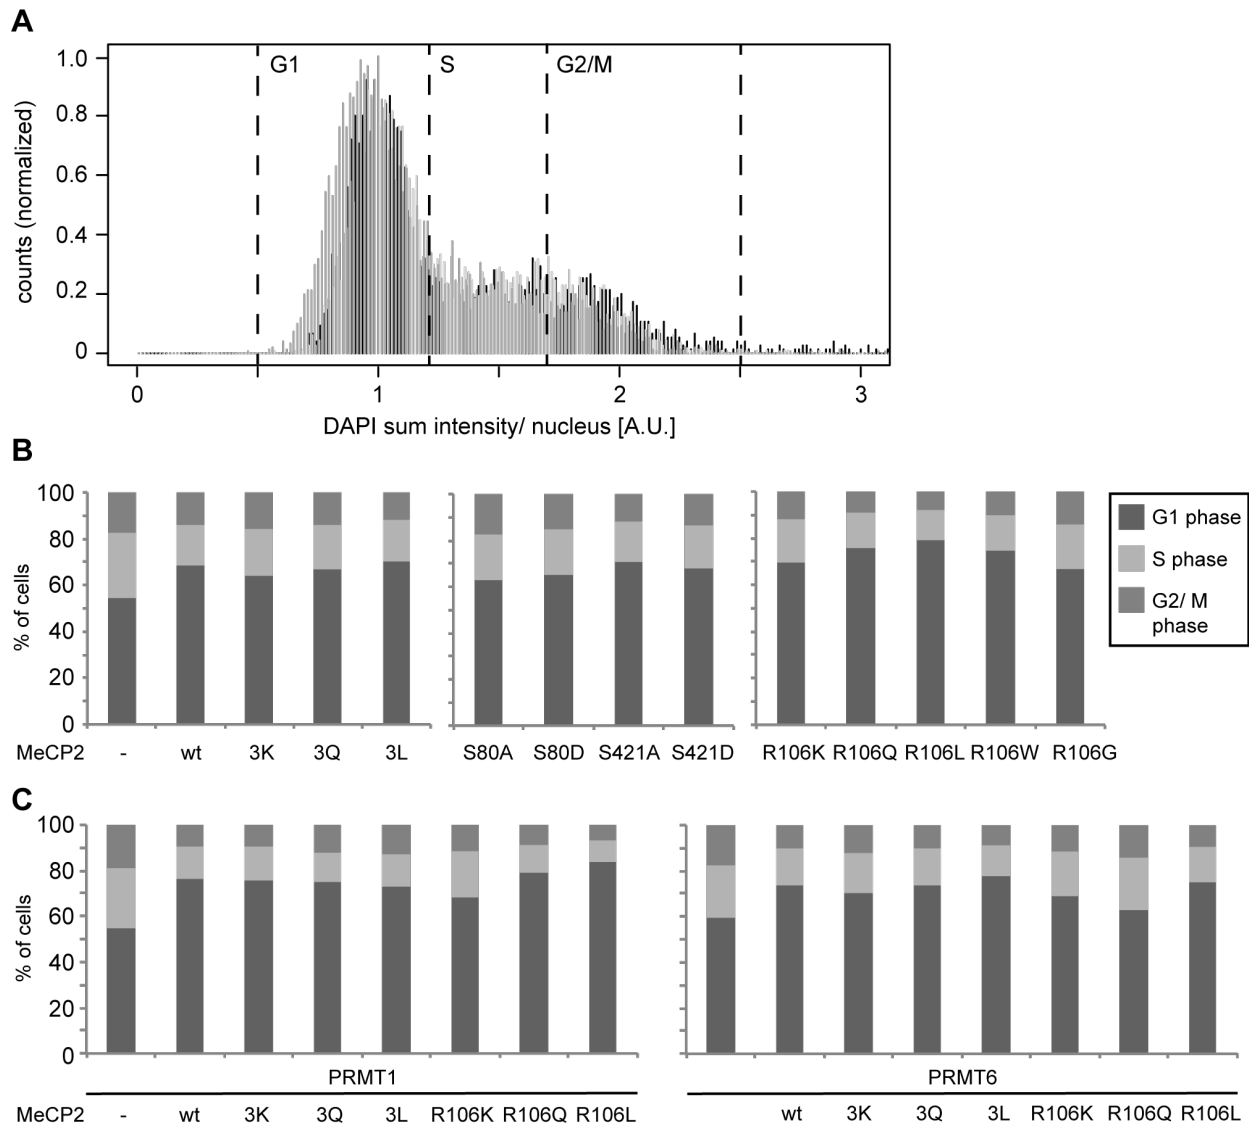 A
1.0
0.8
0.6
0.4
0.2
0
counts (normalized)
G1
S
G2/M
0
1
2
3
DAPI sum intensity/ nucleus [A.U.]
B
100
80
60
40
20
0
% of cells
MeCP2 - wt 3K 3Q 3L S80A S80D S421A S421D R106K R106Q R106L R106W R106G
G1 phase
S phase
G2/ M
phase
C
100
80
60
40
20
0
% of cells
PRMT1 PRMT6
MeCP2 - wt 3K 3Q 3L R106K R106Q R106L wt 3K 3Q 3L R106K R106Q R106L